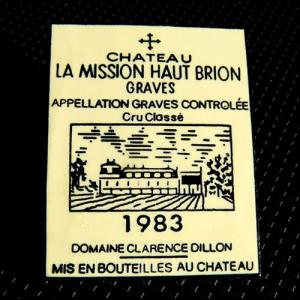 CHATEAU
LA MISSION HAUT BRION
GRAVES
APPELLATION GRAVES CONTROLÉE
Cru Classé
1983
DOMAINE CLARENCE DILLON
MIS EN BOUTEILLES AU CHATEAU